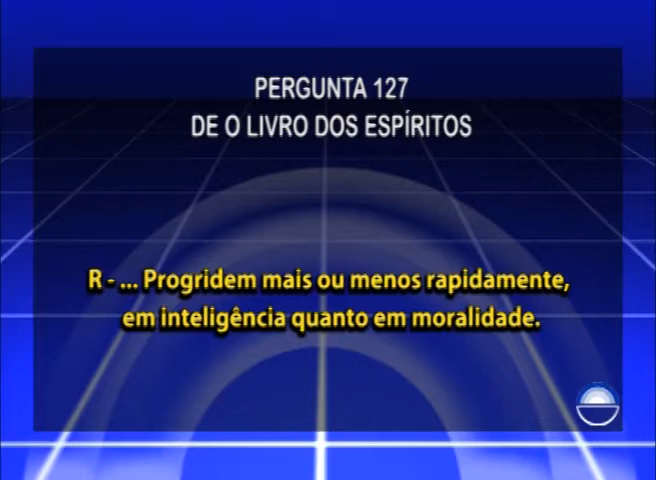 PERGUNTA 127
DE O LIVRO DOS ESPÍRITOS
R - ... Progridem mais ou menos rapidamente,
em inteligência quanto em moralidade.